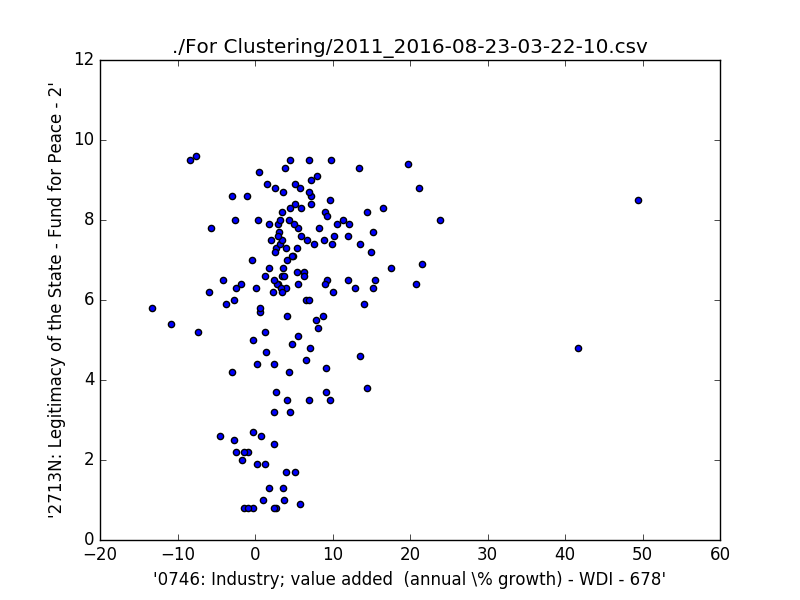 ./For Clustering/2011_2016-08-23-03-22-10.csv
12
10
8
6
4
2
0
'2713N: Legitimacy of the State - Fund for Peace - 2'
−20 −10 0 10 20 30 40 50 60
'0746: Industry; value added  (annual \% growth) - WDI - 678'